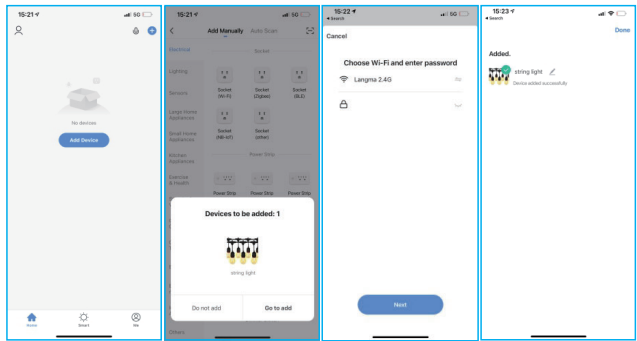 15:21
5G
No devices
Add Device
Home
Smart
Me
15:21
5G
Add Manually Auto Scan
Electrical
Socket
Lighting
Sensors
Socket
(Wi-Fi)
Socket
(Zigbee)
Socket
(BLE)
Large Home
Appliances
Small Home
Appliances
Socket
(NB-IoT)
Socket
(other)
Kitchen
Appliances
Power Strip
Exercise
& Health
Power Strip
Power Strip
Power Strip
Devices to be added: 1
string light
Do not add
Go to add
Others
15:22
Search
5G
Cancel
Choose Wi-Fi and enter password
Langma 2.4G
Next
15:23
Search
Done
Added.
string light
Device added successfully